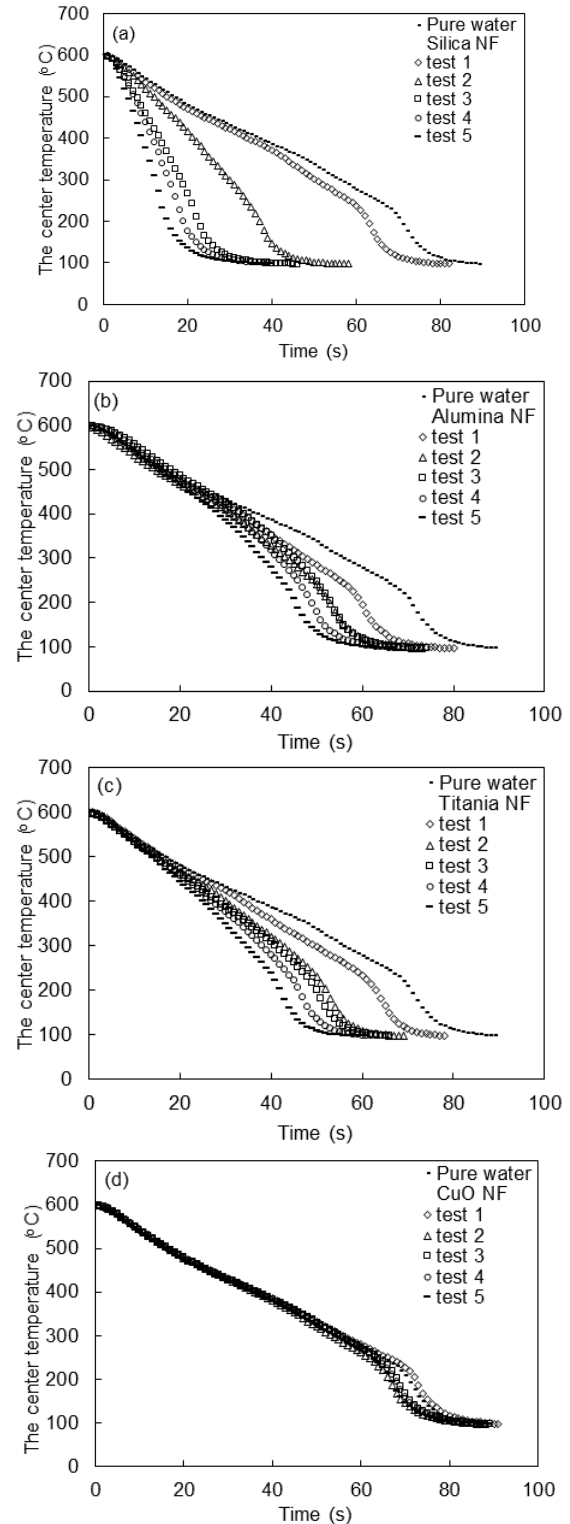 (a)
Pure water
Silica NF
test 1
test 2
test 3
test 4
test 5
The center temperature (ºC)
700
600
500
400
300
200
100
0
0 20 40 60 80 100
Time (s)
(b)
Pure water
Alumina NF
test 1
test 2
test 3
test 4
test 5
The center temperature (ºC)
700
600
500
400
300
200
100
0
0 20 40 60 80 100
Time (s)
(c)
Pure water
Titania NF
test 1
test 2
test 3
test 4
test 5
The center temperature (ºC)
700
600
500
400
300
200
100
0
0 20 40 60 80 100
Time (s)
(d)
Pure water
CuO NF
test 1
test 2
test 3
test 4
test 5
The center temperature (ºC)
700
600
500
400
300
200
100
0
0 20 40 60 80 100
Time (s)